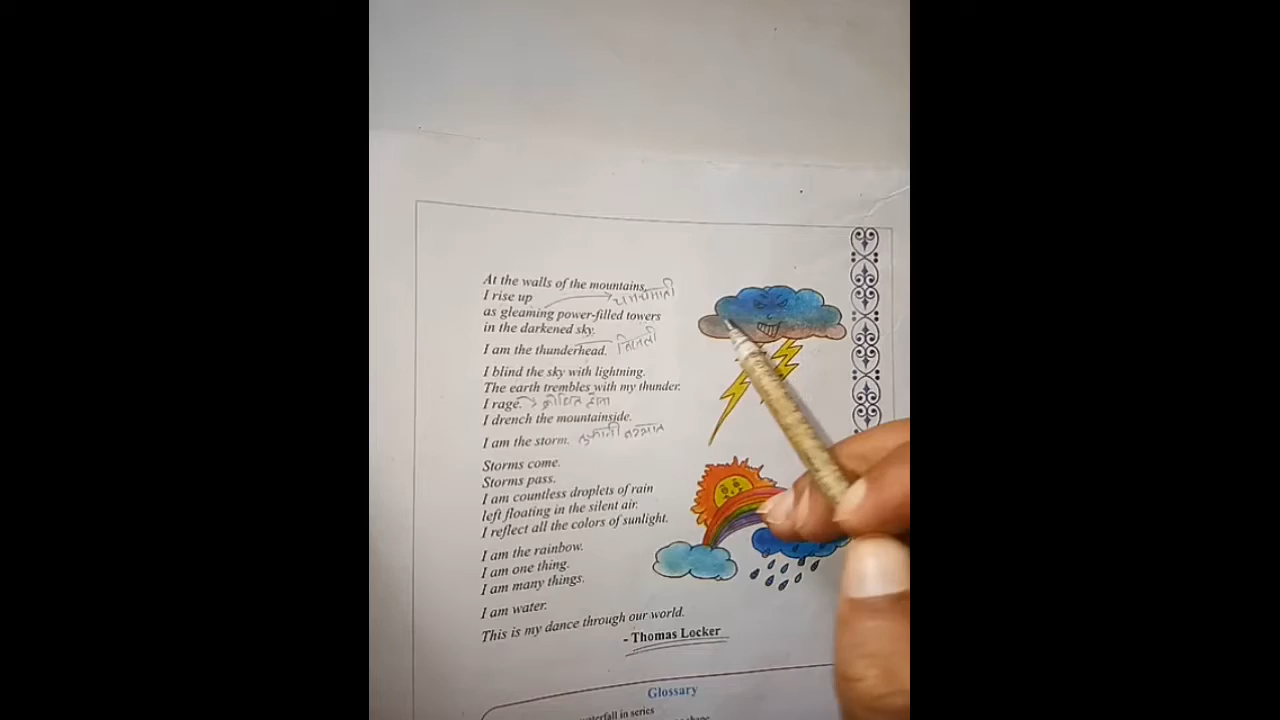 At the walls of the mountains,
I rise up
as gleaming power-filled towers
in the darkened sky.
I am the thunderhead.
I blind the sky with lightning.
The earth trembles with my thunder.
I rage. → क्रोधित होना
I drench the mountainside.
I am the storm. तुफानी बरसात
Storms come.
Storms pass.
I am countless droplets of rain
left floating in the silent air.
I reflect all the colors of sunlight.
I am the rainbow.
I am one thing.
I am many things.
I am water.
This is my dance through our world.
- Thomas Locker
Glossary
waterfall in series